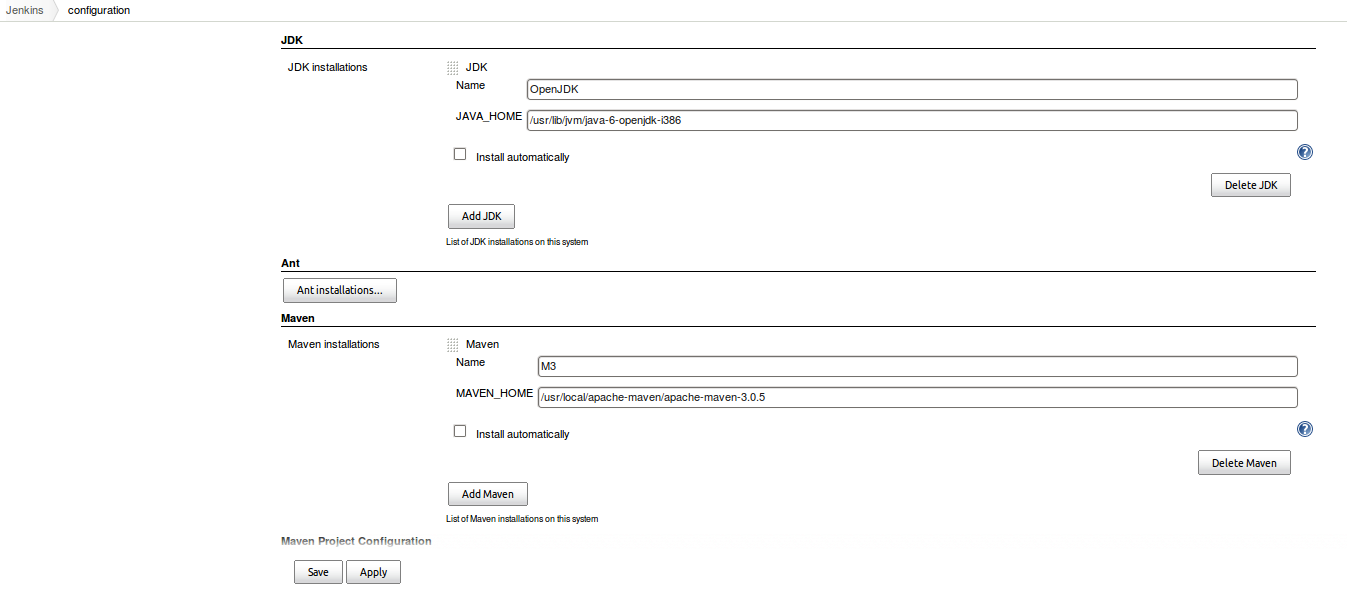 Jenkins configuration
JDK
JDK installations
JDK
Name
OpenJDK
JAVA_HOME
/usr/lib/jvm/java-6-openjdk-i386
Install automatically
?
Delete JDK
Add JDK
List of JDK installations on this system
Ant
Ant installations...
Maven
Maven installations
Maven
Name
M3
MAVEN_HOME
/usr/local/apache-maven/apache-maven-3.0.5
Install automatically
?
Delete Maven
Add Maven
List of Maven installations on this system
Maven Project Configuration
Save
Apply